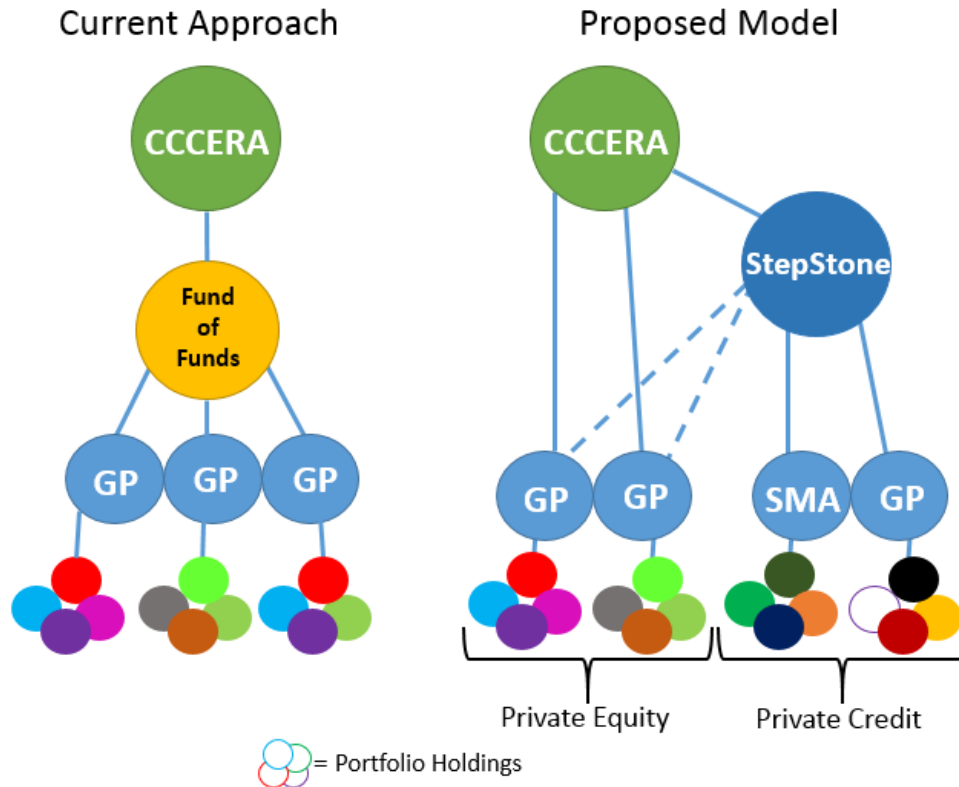 Current Approach
Proposed Model
CCCERA
CCCERA
StepStone
Fund
of
Funds
GP
GP
GP
GP
GP
SMA
GP
Private Equity
Private Credit
= Portfolio Holdings